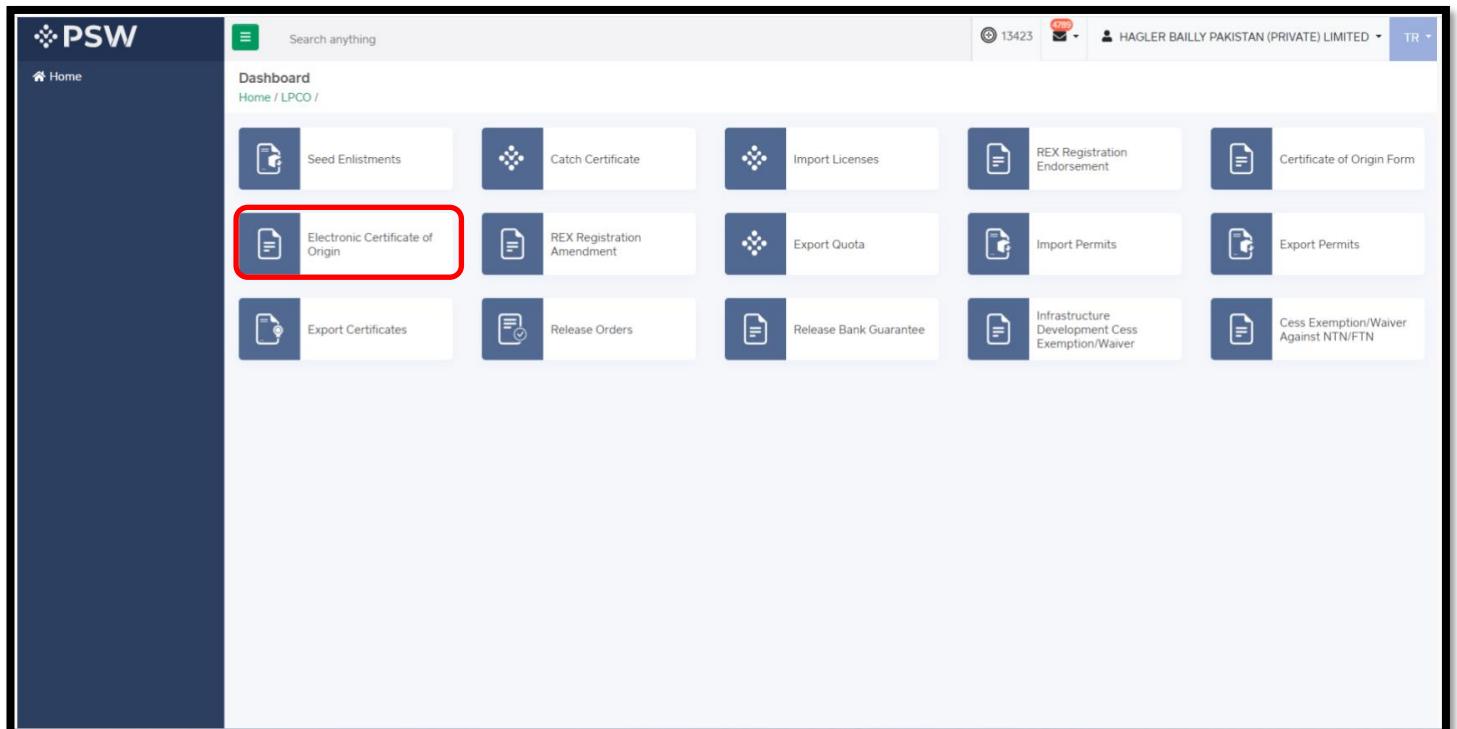 PSW
Search anything
13423
4789
HAGLER BAILLY PAKISTAN (PRIVATE) LIMITED
TR
Home
Dashboard
Home / LPCO /
Seed Enlistments
Catch Certificate
Import Licenses
REX Registration
Endorsement
Certificate of Origin Form
Electronic Certificate of
Origin
REX Registration
Amendment
Export Quota
Import Permits
Export Permits
Export Certificates
Release Orders
Release Bank Guarantee
Infrastructure
Development Cess
Exemption/Waiver
Cess Exemption/Waiver
Against NTN/FTN